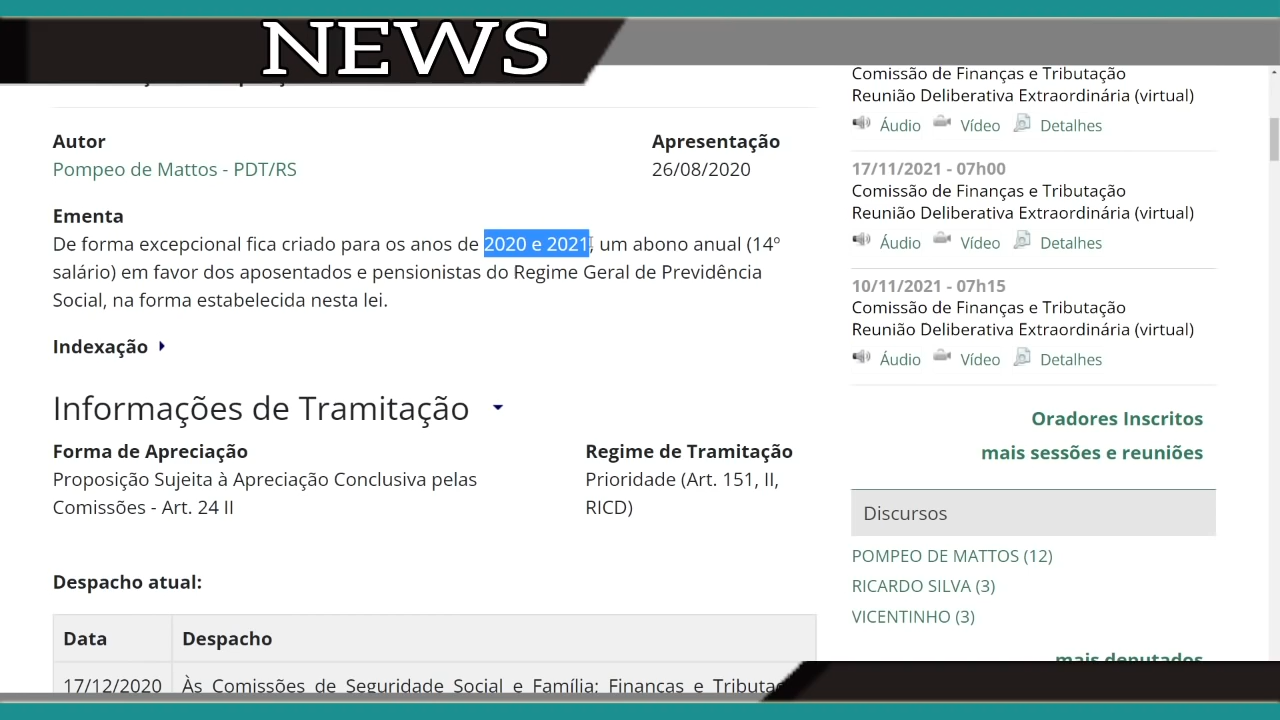 NEWS
Autor
Apresentação
Pompeo de Mattos - PDT/RS
26/08/2020
Ementa
De forma excepcional fica criado para os anos de 2020 e 2021, um abono anual (14º
salário) em favor dos aposentados e pensionistas do Regime Geral de Previdência
Social, na forma estabelecida nesta lei.
Indexação
Informações de Tramitação
Forma de Apreciação
Regime de Tramitação
Proposição Sujeita à Apreciação Conclusiva pelas
Prioridade (Art. 151, II,
Comissões - Art. 24 II
RICD)
Despacho atual:
Data Despacho
17/12/2020 Às Comissões de Seguridade Social e Família; Finanças e
Comissão de Finanças e Tributação
Reunião Deliberativa Extraordinária (virtual)
Áudio Vídeo Detalhes
17/11/2021 - 07h00
Comissão de Finanças e Tributação
Reunião Deliberativa Extraordinária (virtual)
Áudio Vídeo Detalhes
10/11/2021 - 07h15
Comissão de Finanças e Tributação
Reunião Deliberativa Extraordinária (virtual)
Áudio Vídeo Detalhes
Oradores Inscritos
mais sessões e reuniões
Discursos
POMPEO DE MATTOS (12)
RICARDO SILVA (3)
VICENTINHO (3)
mais deputados